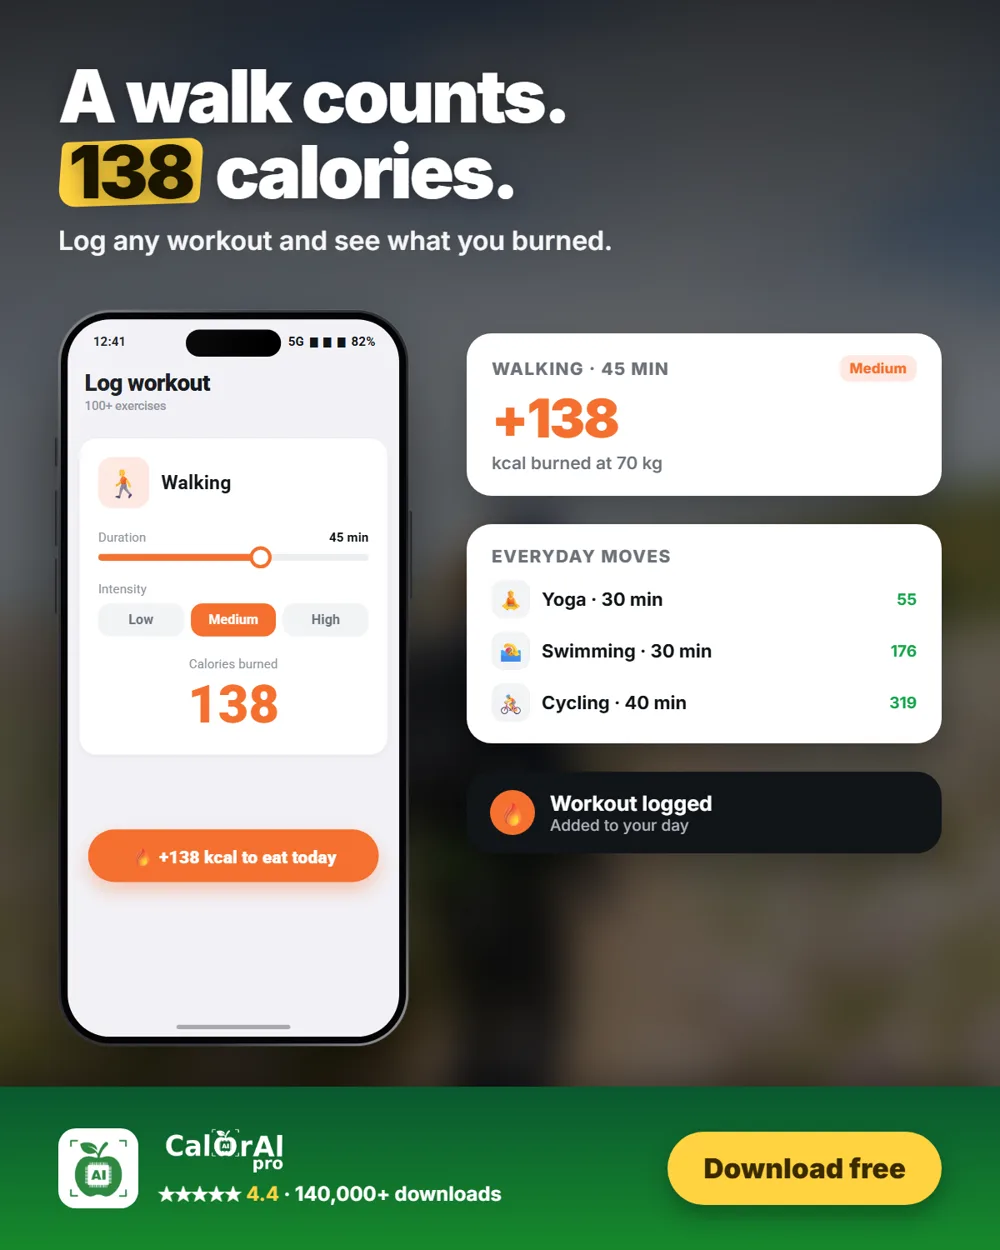 A walk counts.
138 calories.
Log any workout and see what you burned.
12:41
5G 82%
Log workout
100+ exercises
Walking
Duration 45 min
Intensity
Low Medium High
Calories burned
138
+138 kcal to eat today
WALKING · 45 MIN Medium
+138
kcal burned at 70 kg
EVERYDAY MOVES
Yoga · 30 min 55
Swimming · 30 min 176
Cycling · 40 min 319
Workout logged
Added to your day
AI
CalorAI
pro
★★★★★ 4.4 · 140,000+ downloads
Download free